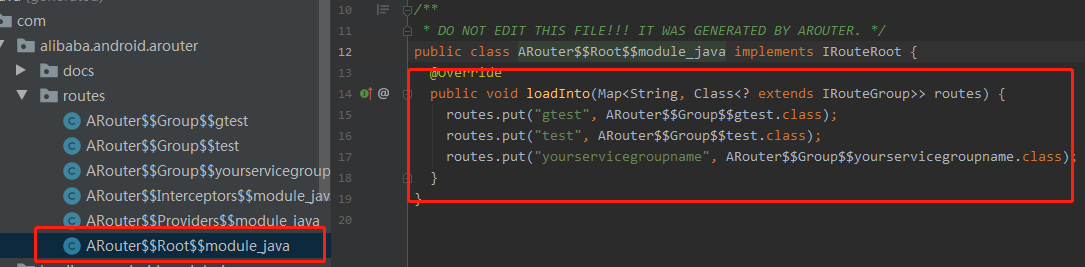 com
alibaba.android.arouter
docs
routes
ARouter$$Group$$gtest
ARouter$$Group$$test
ARouter$$Group$$yourservicegroup
ARouter$$Interceptors$$module_jav
ARouter$$Providers$$module_java
ARouter$$Root$$module_java
10 /**
11 * DO NOT EDIT THIS FILE!!! IT WAS GENERATED BY AROUTER. */
12 public class ARouter$$Root$$module_java implements IRouteRoot {
13 @Override
14 @ public void loadInto(Map<String, Class<? extends IRouteGroup>> routes) {
15 routes.put("gtest", ARouter$$Group$$gtest.class);
16 routes.put("test", ARouter$$Group$$test.class);
17 routes.put("yourservicegroupname", ARouter$$Group$$yourservicegroupname.class);
18 }
19 }
20